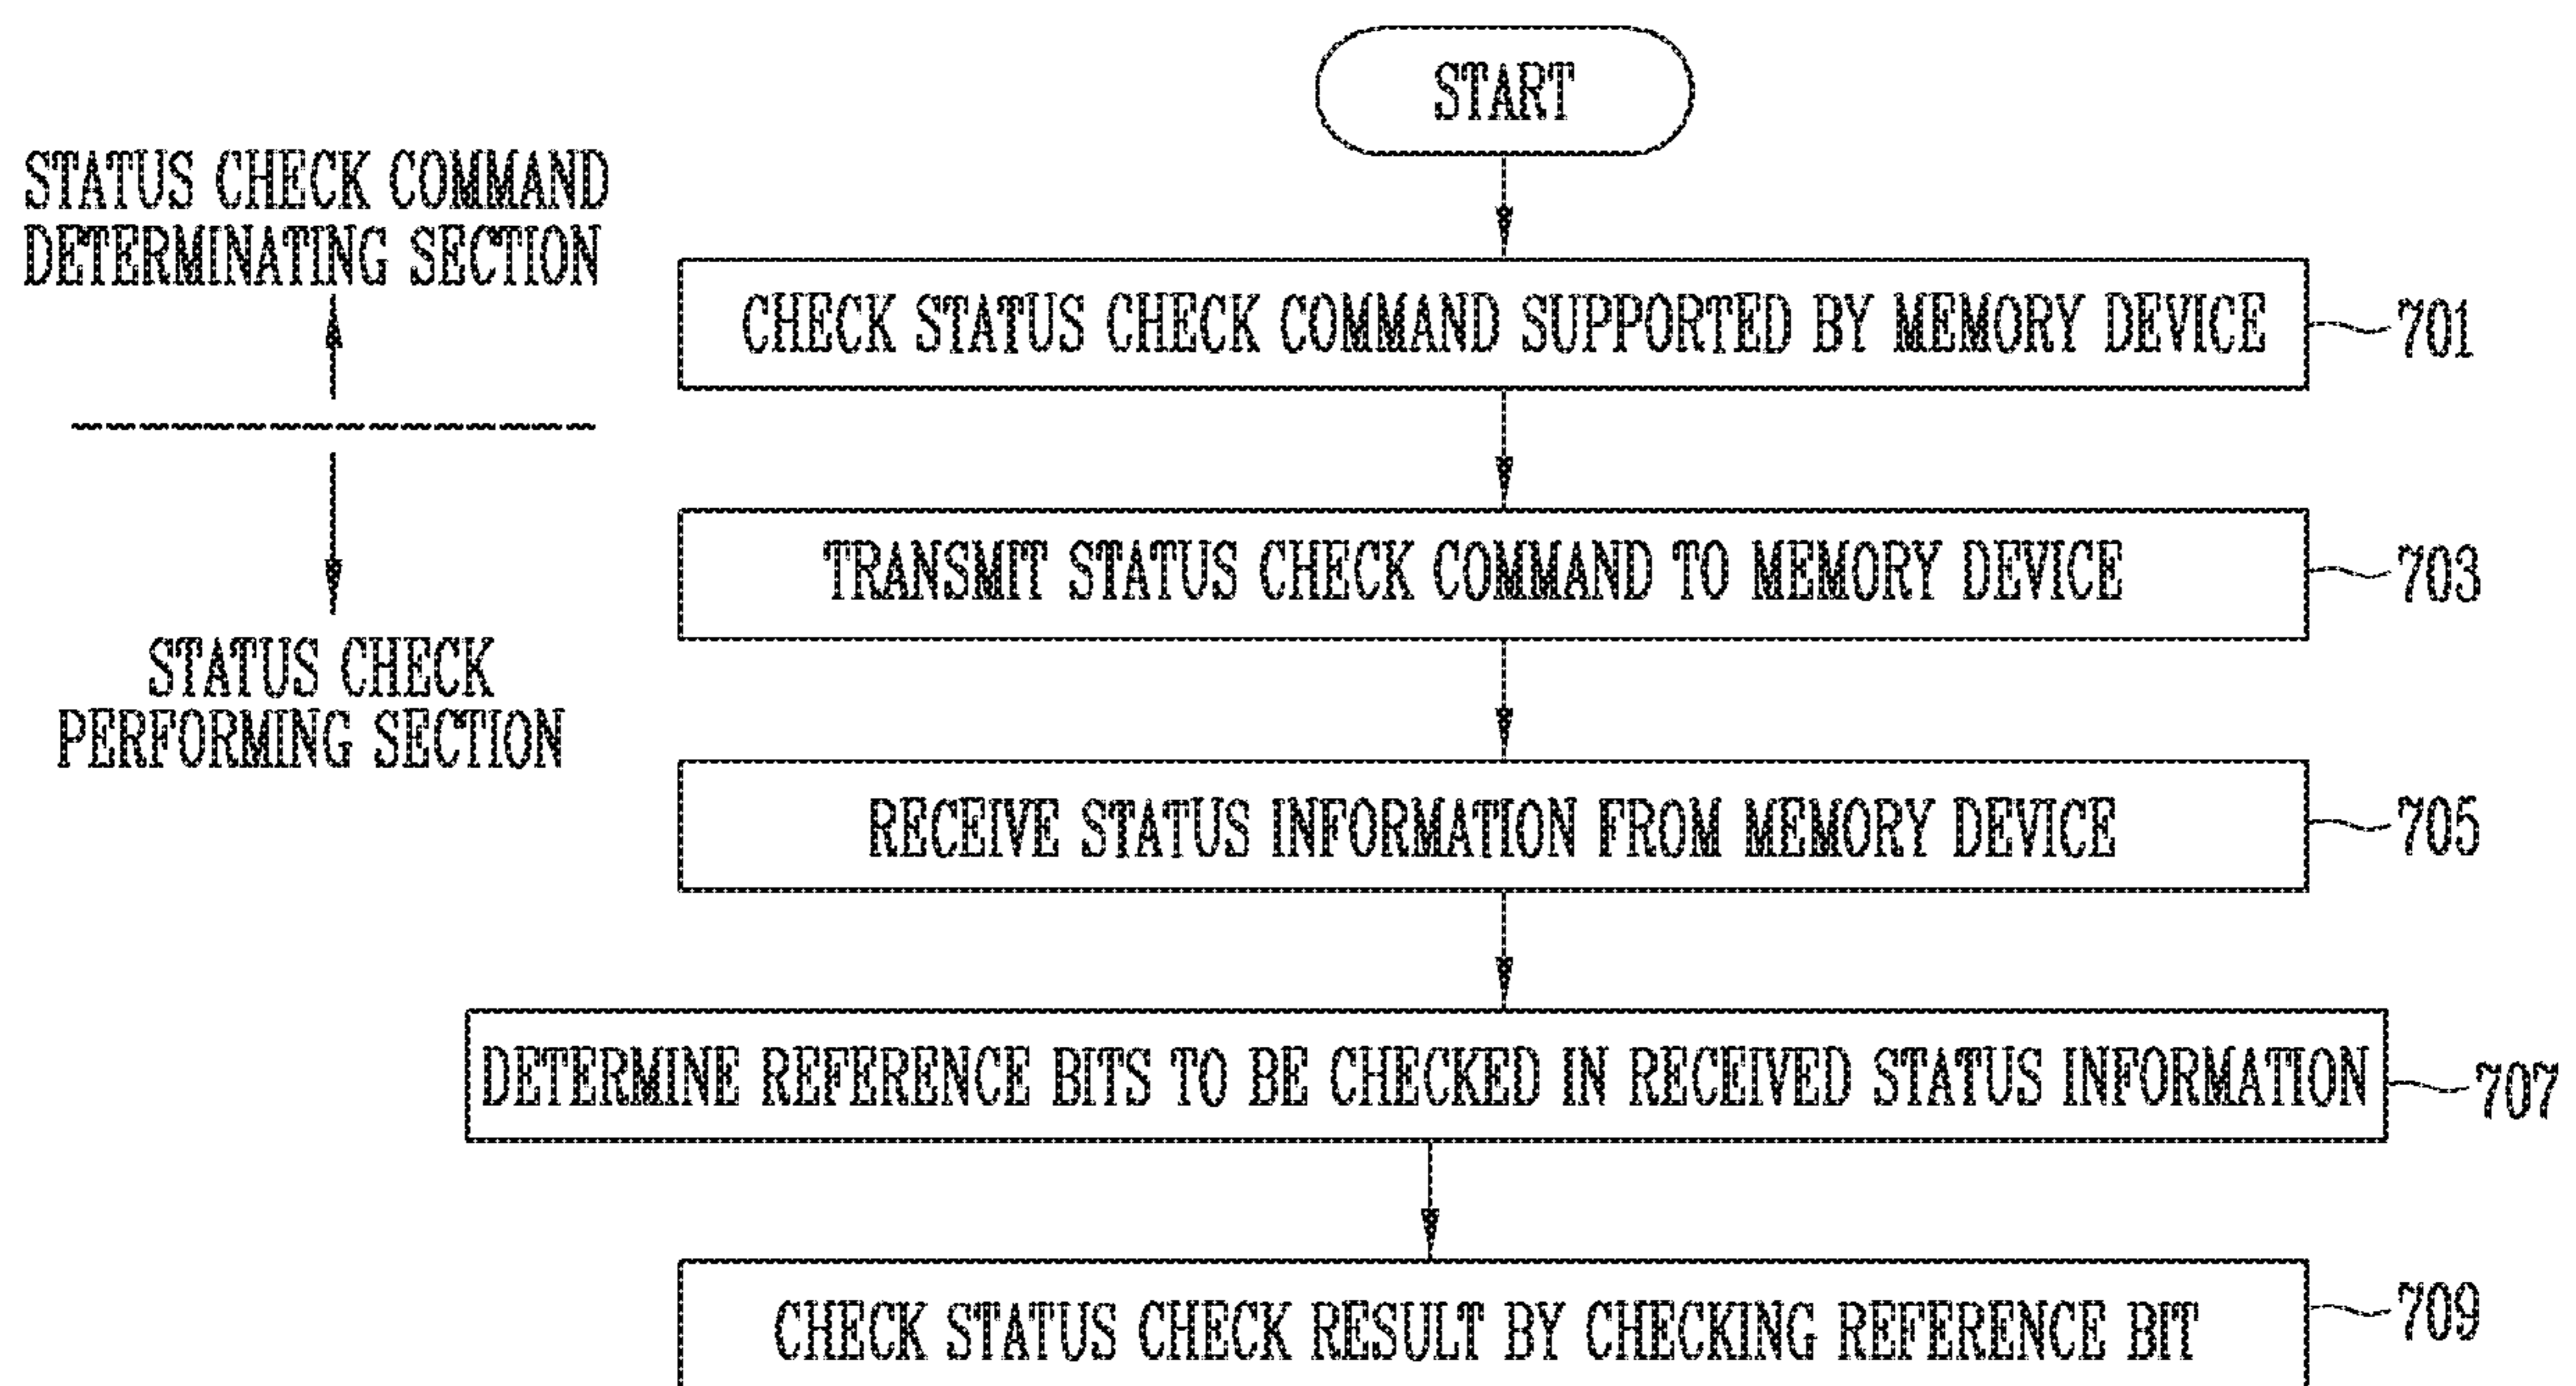 START
STATUS CHECK COMMAND
DETERMINATING SECTION
CHECK STATUS CHECK COMMAND SUPPORTED BY MEMORY DEVICE
701
TRANSMIT STATUS CHECK COMMAND TO MEMORY DEVICE
703
STATUS CHECK
PERFORMING SECTION
RECEIVE STATUS INFORMATION FROM MEMORY DEVICE
705
DETERMINE REFERENCE BITS TO BE CHECKED IN RECEIVED STATUS INFORMATION
707
CHECK STATUS CHECK RESULT BY CHECKING REFERENCE BIT
709